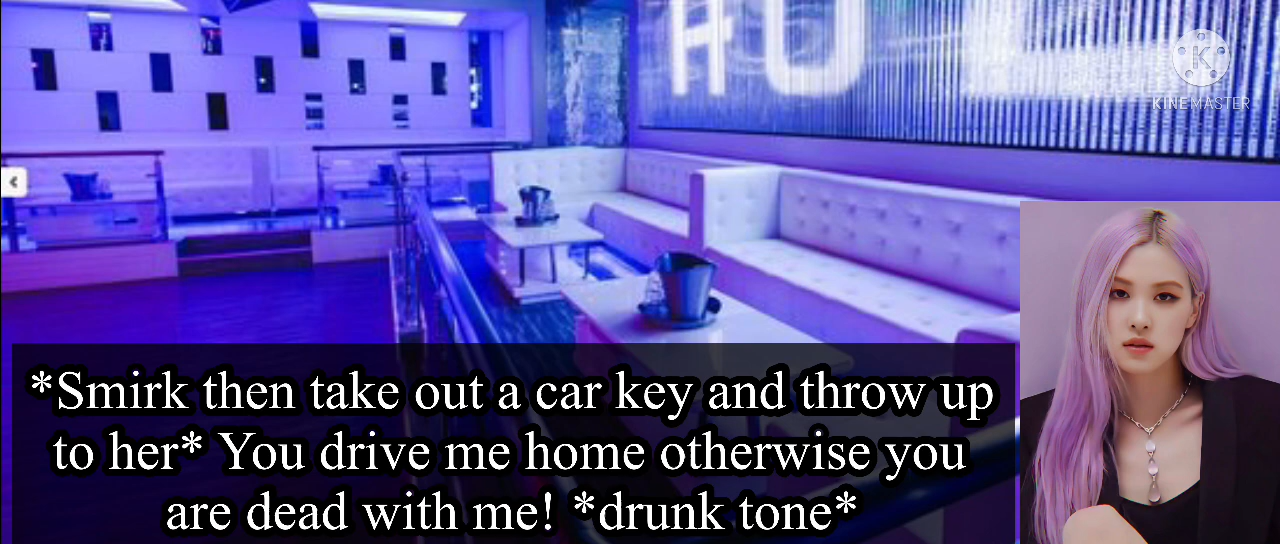 KINEMASTER
*Smirk then take out a car key and throw up
to her* You drive me home otherwise you
are dead with me! *drunk tone*